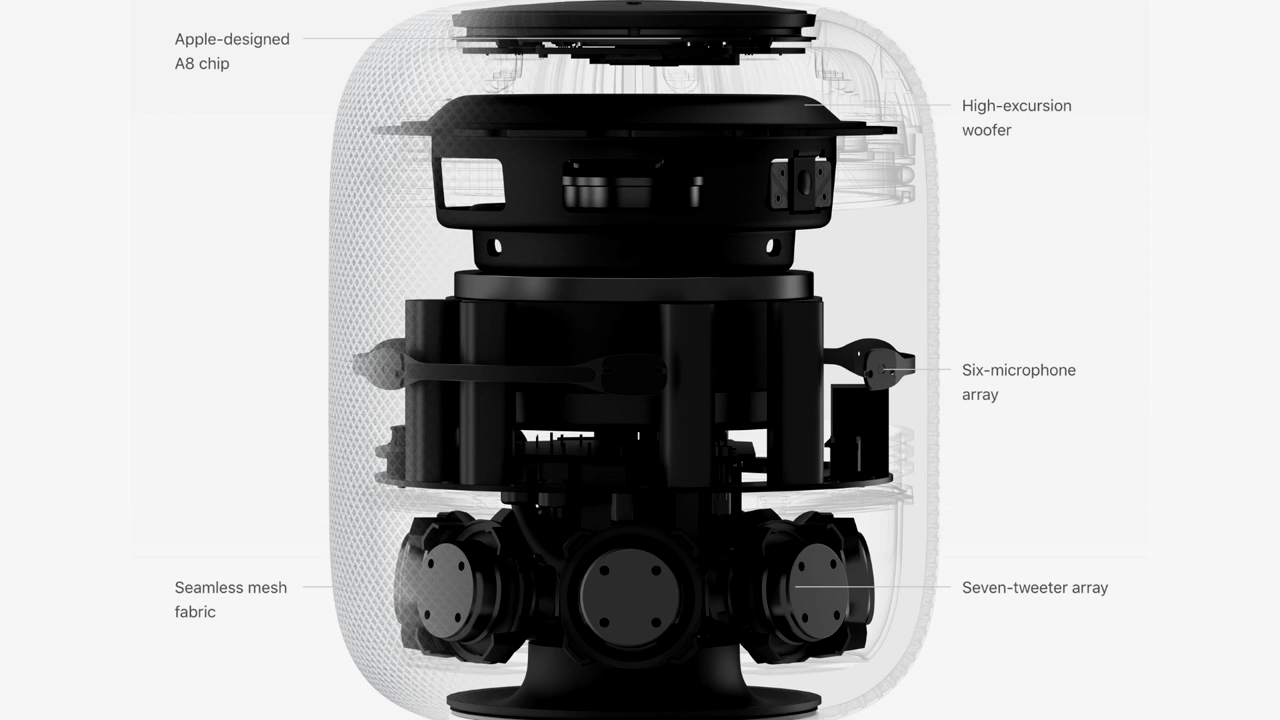 Apple-designed
A8 chip
High-excursion
woofer
Six-microphone
array
Seamless mesh
fabric
Seven-tweeter array